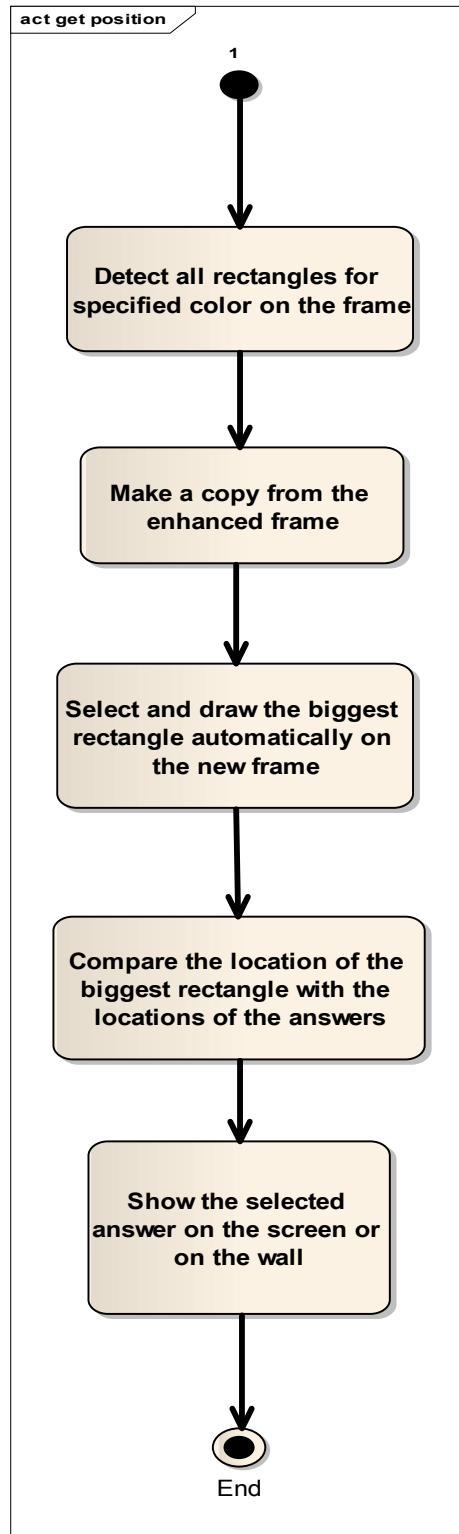 act get position
1
Detect all rectangles for
specified color on the frame
Make a copy from the
enhanced frame
Select and draw the biggest
rectangle automatically on
the new frame
Compare the location of the
biggest rectangle with the
locations of the answers
Show the selected
answer on the screen or
on the wall
End